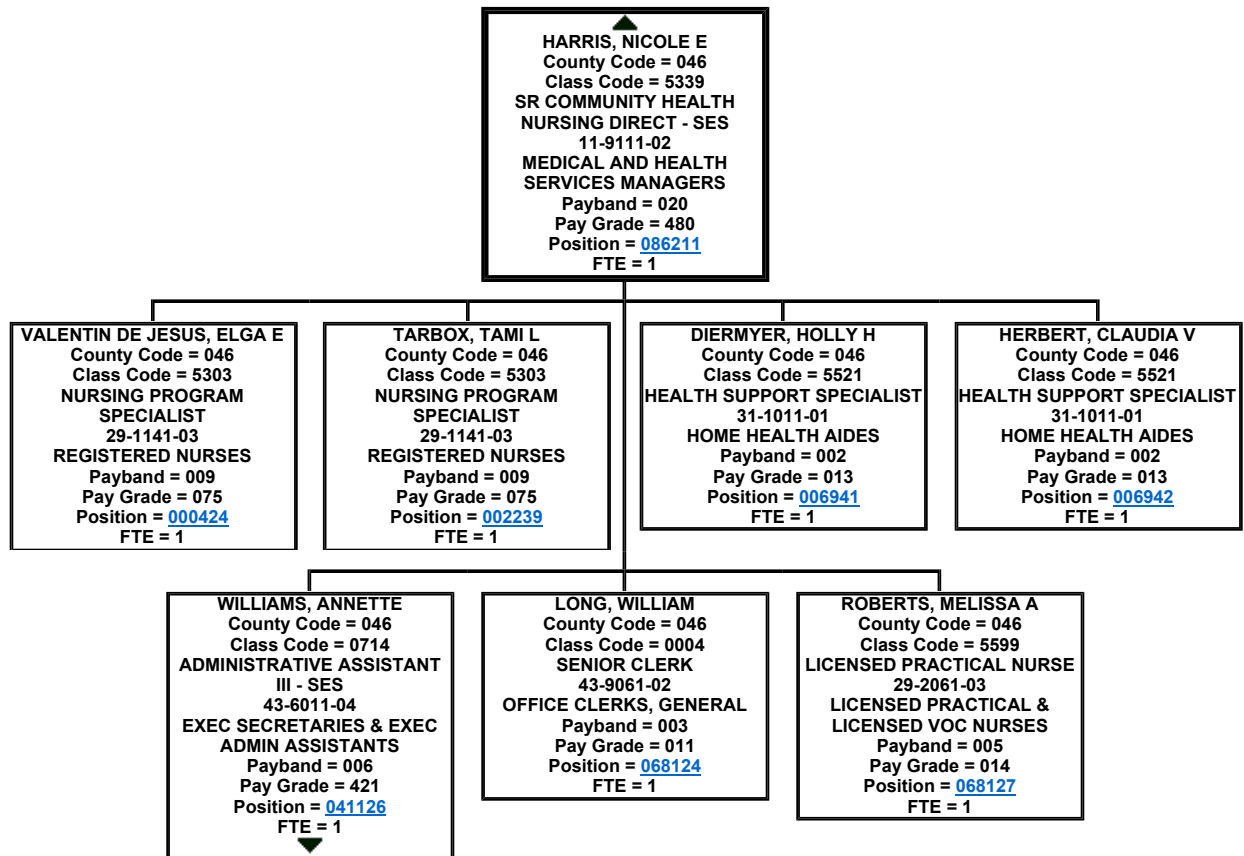 HARRIS, NICOLE E
County Code = 046
Class Code = 5339
SR COMMUNITY HEALTH
NURSING DIRECT - SES
11-9111-02
MEDICAL AND HEALTH
SERVICES MANAGERS
Payband = 020
Pay Grade = 480
Position = 086211
FTE = 1
VALENTIN DE JESUS, ELGA E
County Code = 046
Class Code = 5303
NURSING PROGRAM
SPECIALIST
29-1141-03
REGISTERED NURSES
Payband = 009
Pay Grade = 075
Position = 000424
FTE = 1
TARBOX, TAMI L
County Code = 046
Class Code = 5303
NURSING PROGRAM
SPECIALIST
29-1141-03
REGISTERED NURSES
Payband = 009
Pay Grade = 075
Position = 002239
FTE = 1
DIERMYER, HOLLY H
County Code = 046
Class Code = 5521
HEALTH SUPPORT SPECIALIST
31-1011-01
HOME HEALTH AIDES
Payband = 002
Pay Grade = 013
Position = 006941
FTE = 1
HERBERT, CLAUDIA V
County Code = 046
Class Code = 5521
HEALTH SUPPORT SPECIALIST
31-1011-01
HOME HEALTH AIDES
Payband = 002
Pay Grade = 013
Position = 006942
FTE = 1
WILLIAMS, ANNETTE
County Code = 046
Class Code = 0714
ADMINISTRATIVE ASSISTANT
III - SES
43-6011-04
EXEC SECRETARIES & EXEC
ADMIN ASSISTANTS
Payband = 006
Pay Grade = 421
Position = 041126
FTE = 1
LONG, WILLIAM
County Code = 046
Class Code = 0004
SENIOR CLERK
43-9061-02
OFFICE CLERKS, GENERAL
Payband = 003
Pay Grade = 011
Position = 068124
FTE = 1
ROBERTS, MELISSA A
County Code = 046
Class Code = 5599
LICENSED PRACTICAL NURSE
29-2061-03
LICENSED PRACTICAL &
LICENSED VOC NURSES
Payband = 005
Pay Grade = 014
Position = 068127
FTE = 1